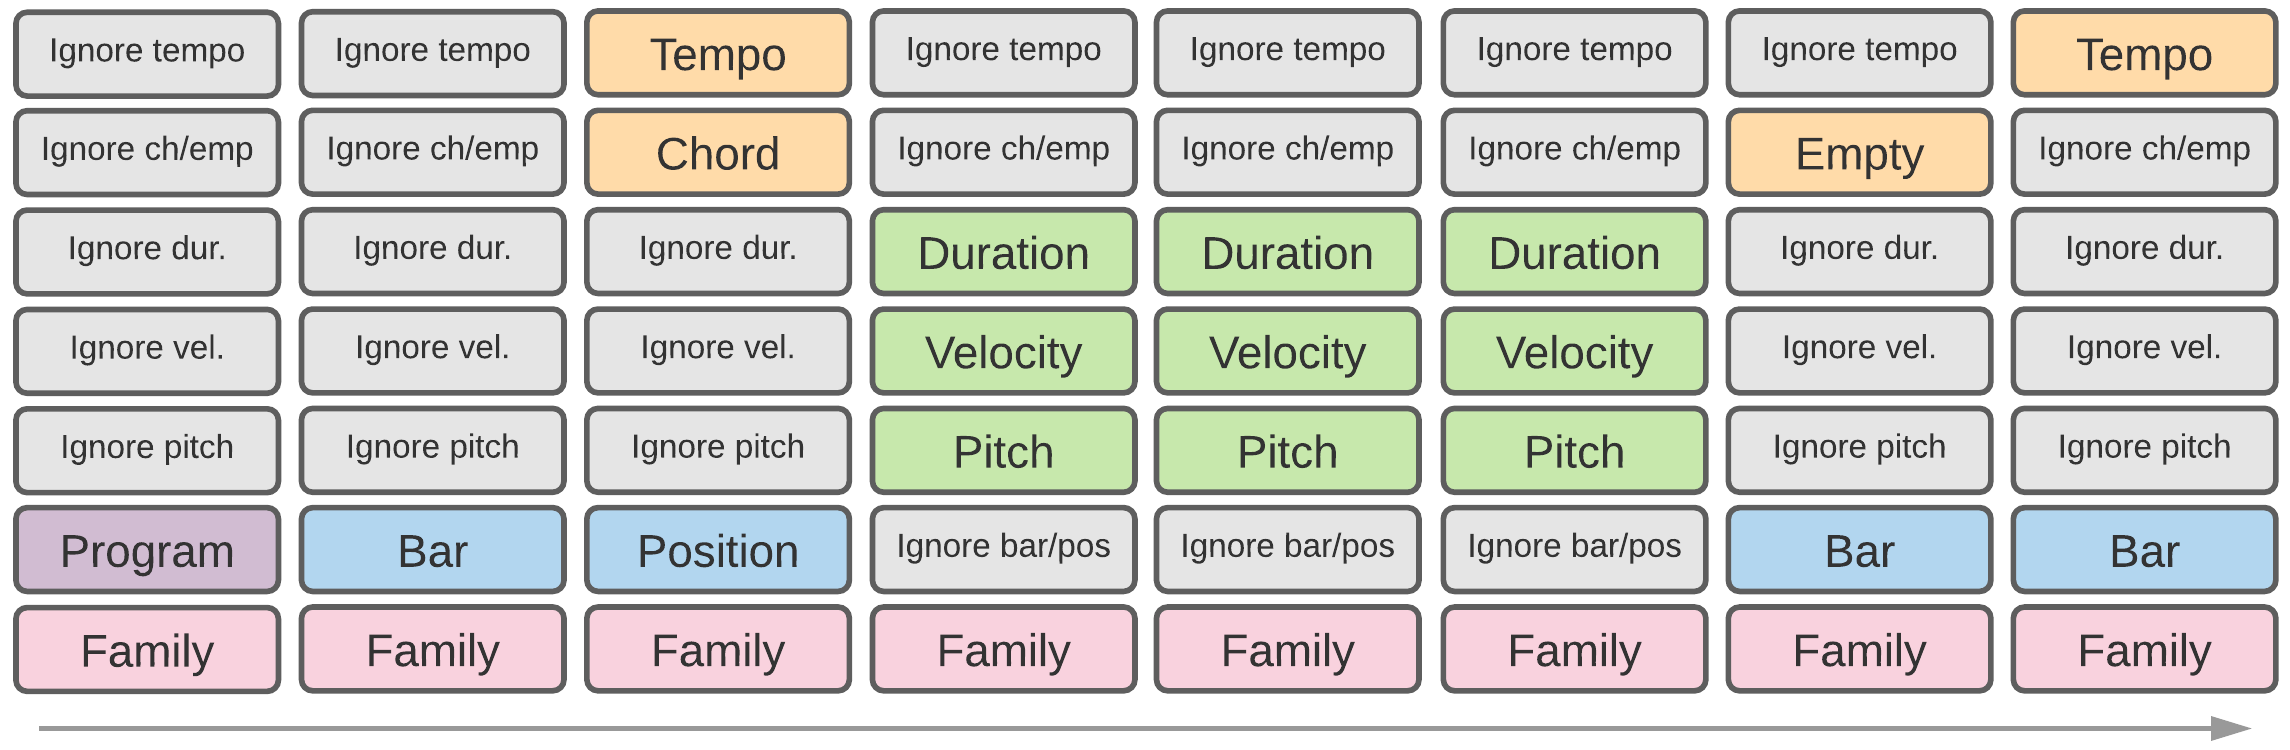 Ignore tempo Ignore tempo Tempo Ignore tempo Ignore tempo Ignore tempo Ignore tempo Tempo
Ignore ch/emp Ignore ch/emp Chord Ignore ch/emp Ignore ch/emp Ignore ch/emp Empty Ignore ch/emp
Ignore dur. Ignore dur. Ignore dur. Duration Duration Duration Ignore dur. Ignore dur.
Ignore vel. Ignore vel. Ignore vel. Velocity Velocity Velocity Ignore vel. Ignore vel.
Ignore pitch Ignore pitch Ignore pitch Pitch Pitch Pitch Ignore pitch Ignore pitch
Program Bar Position Ignore bar/pos Ignore bar/pos Ignore bar/pos Bar Bar
Family Family Family Family Family Family Family Family